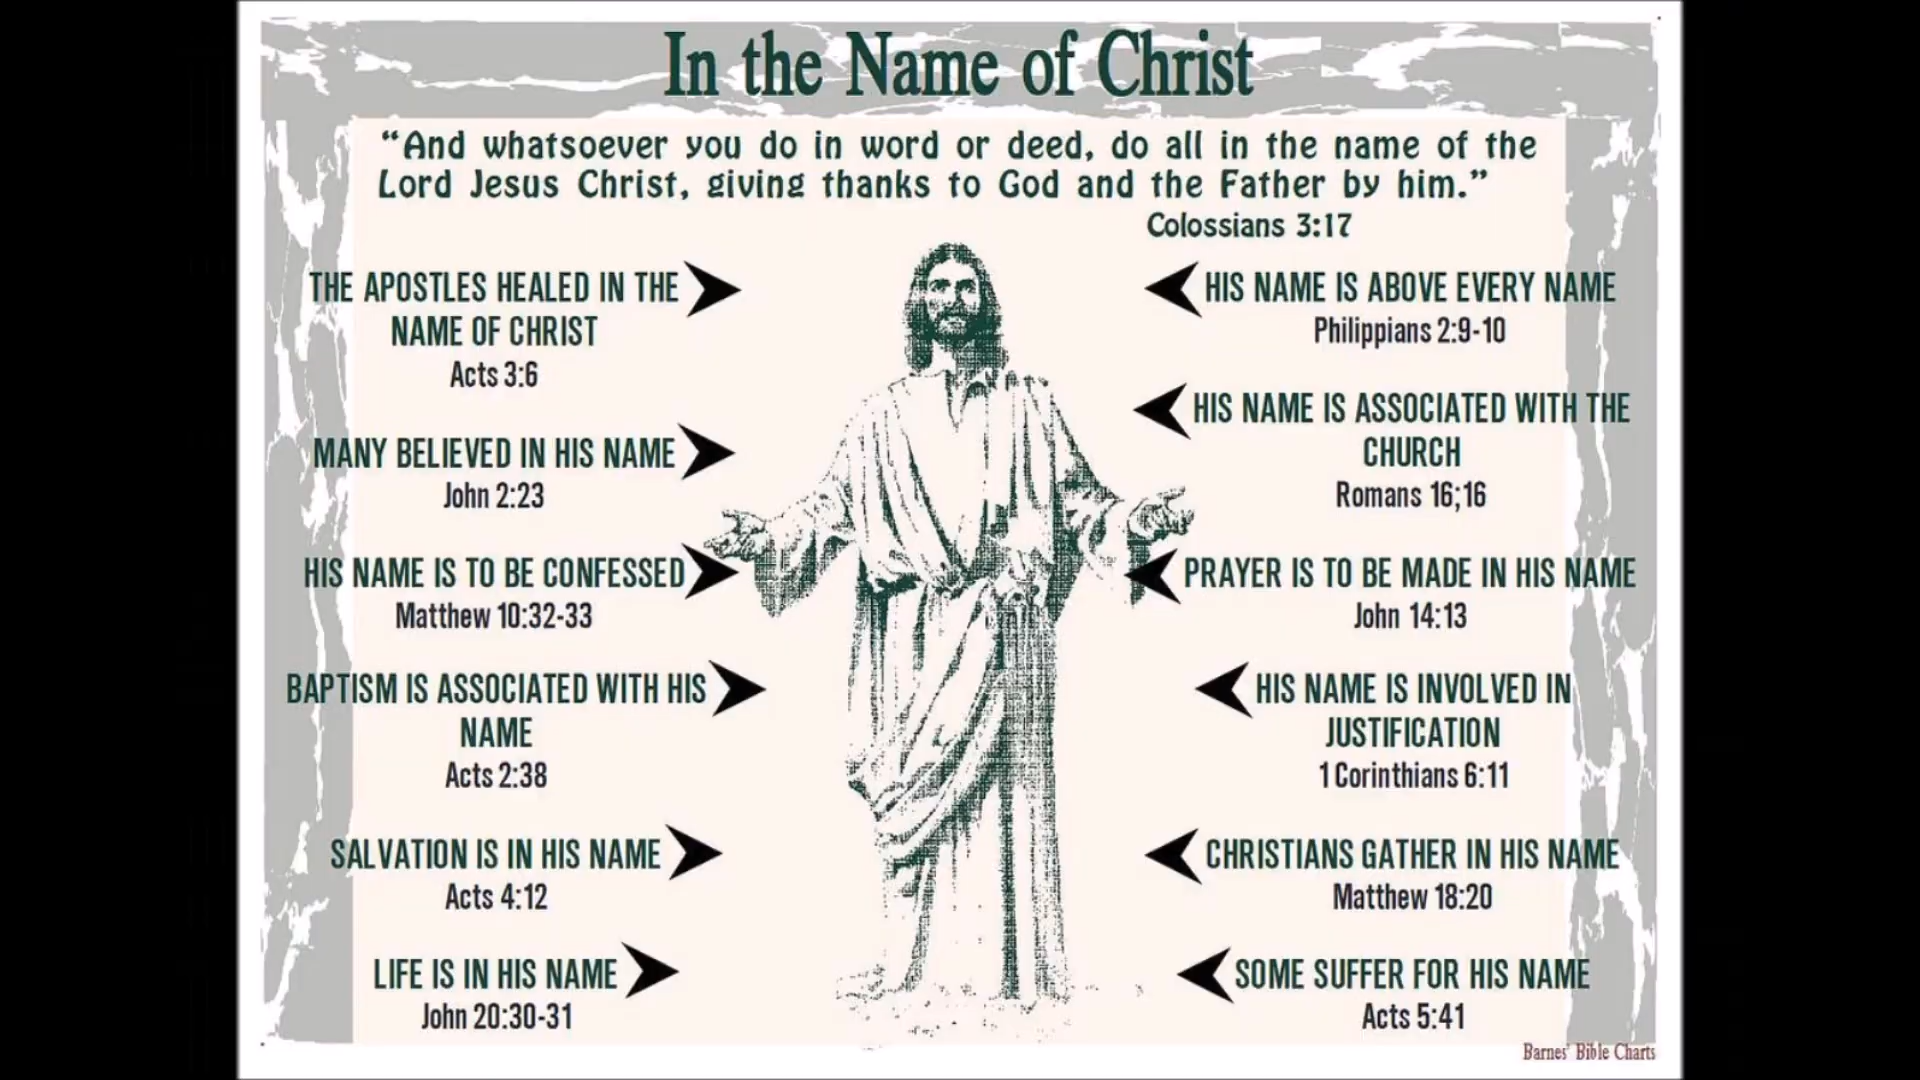 In the Name of Christ
“And whatsoever you do in word or deed, do all in the name of the
Lord Jesus Christ, giving thanks to God and the Father by him.”
Colossians 3:17
THE APOSTLES HEALED IN THE
NAME OF CHRIST
Acts 3:6
MANY BELIEVED IN HIS NAME
John 2:23
HIS NAME IS TO BE CONFESSED
Matthew 10:32-33
BAPTISM IS ASSOCIATED WITH HIS
NAME
Acts 2:38
SALVATION IS IN HIS NAME
Acts 4:12
LIFE IS IN HIS NAME
John 20:30-31
HIS NAME IS ABOVE EVERY NAME
Philippians 2:9-10
HIS NAME IS ASSOCIATED WITH THE
CHURCH
Romans 16;16
PRAYER IS TO BE MADE IN HIS NAME
John 14:13
HIS NAME IS INVOLVED IN
JUSTIFICATION
1 Corinthians 6:11
CHRISTIANS GATHER IN HIS NAME
Matthew 18:20
SOME SUFFER FOR HIS NAME
Acts 5:41
Barnes' Bible Charts